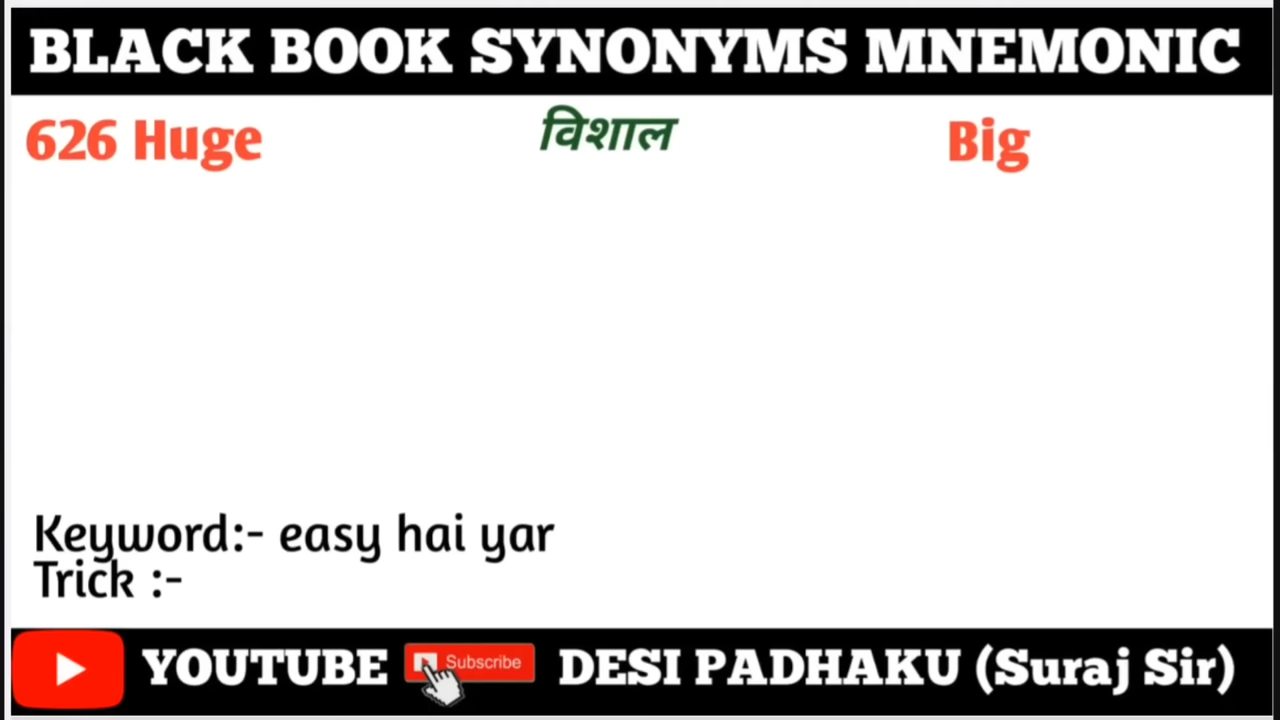 BLACK BOOK SYNONYMS MNEMONIC
626 Huge विशाल Big
Keyword:- easy hai yar
Trick :-
YOUTUBE Subscribe DESI PADHAKU (Suraj Sir)